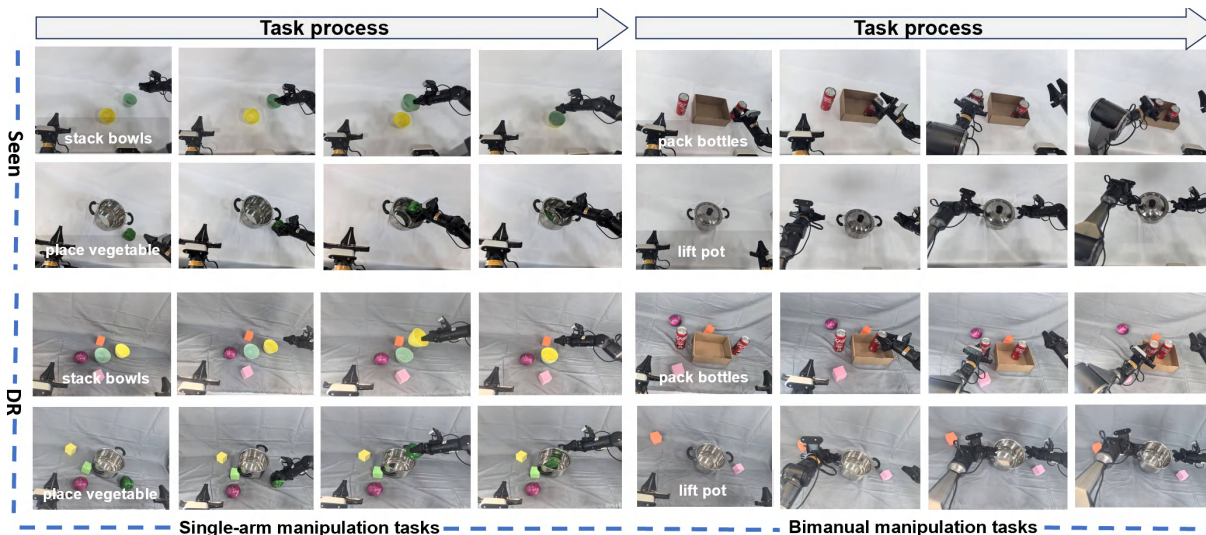 Task process
Task process
Seen
stack bowls
pack bottles
place vegetable
lift pot
DR
stack bowls
pack bottles
place vegetable
lift pot
Single-arm manipulation tasks
Bimanual manipulation tasks